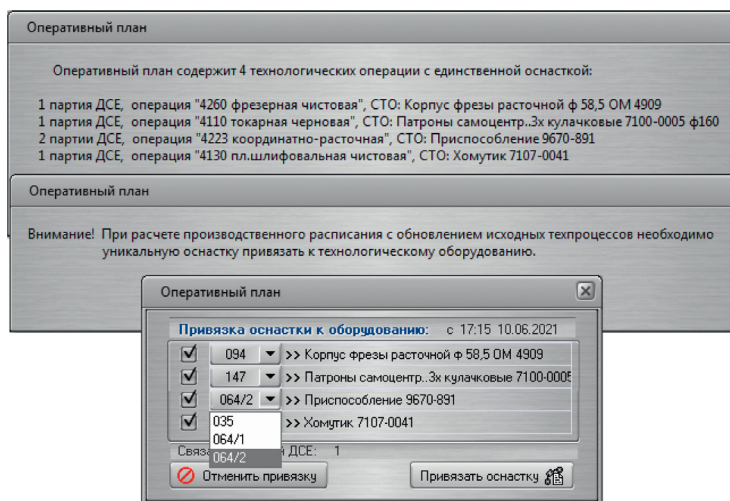 Оперативный план
Оперативный план содержит 4 технологических операции с единственной оснасткой:
1 партия ДСЕ, операция "4260 фрезерная чистовая", СТО: Корпус фрезы расточной ф 58,5 ОМ 4909
1 партия ДСЕ, операция "4110 токарная черновая", СТО: Патроны самоцентр..3х кулачковые 7100-0005 ф160
2 партии ДСЕ, операция "4223 координатно-расточная", СТО: Приспособление 9670-891
1 партия ДСЕ, операция "4130 пл.шлифовальная чистовая", СТО: Хомутик 7107-0041
Оперативный план
Внимание! При расчете производственного расписания с обновлением исходных техпроцессов необходимо
уникальную оснастку привязать к технологическому оборудованию.
Оперативный план
Привязка оснастки к оборудованию: с 17:15 10.06.2021
094 >> Корпус фрезы расточной ф 58,5 ОМ 4909
147 >> Патроны самоцентр..3х кулачковые 7100-0005
064/2 >> Приспособление 9670-891
035 >> Хомутик 7107-0041
064/1
064/2 ДСЕ: 1
Отменить привязку Привязать оснастку